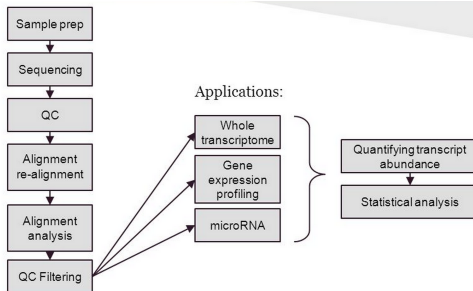 Sample prep
Sequencing
QC
Alignment
re-alignment
Alignment
analysis
QC Filtering
Applications:
Whole
transcriptome
Gene
expression
profiling
microRNA
Quantifying transcript
abundance
Statistical analysis